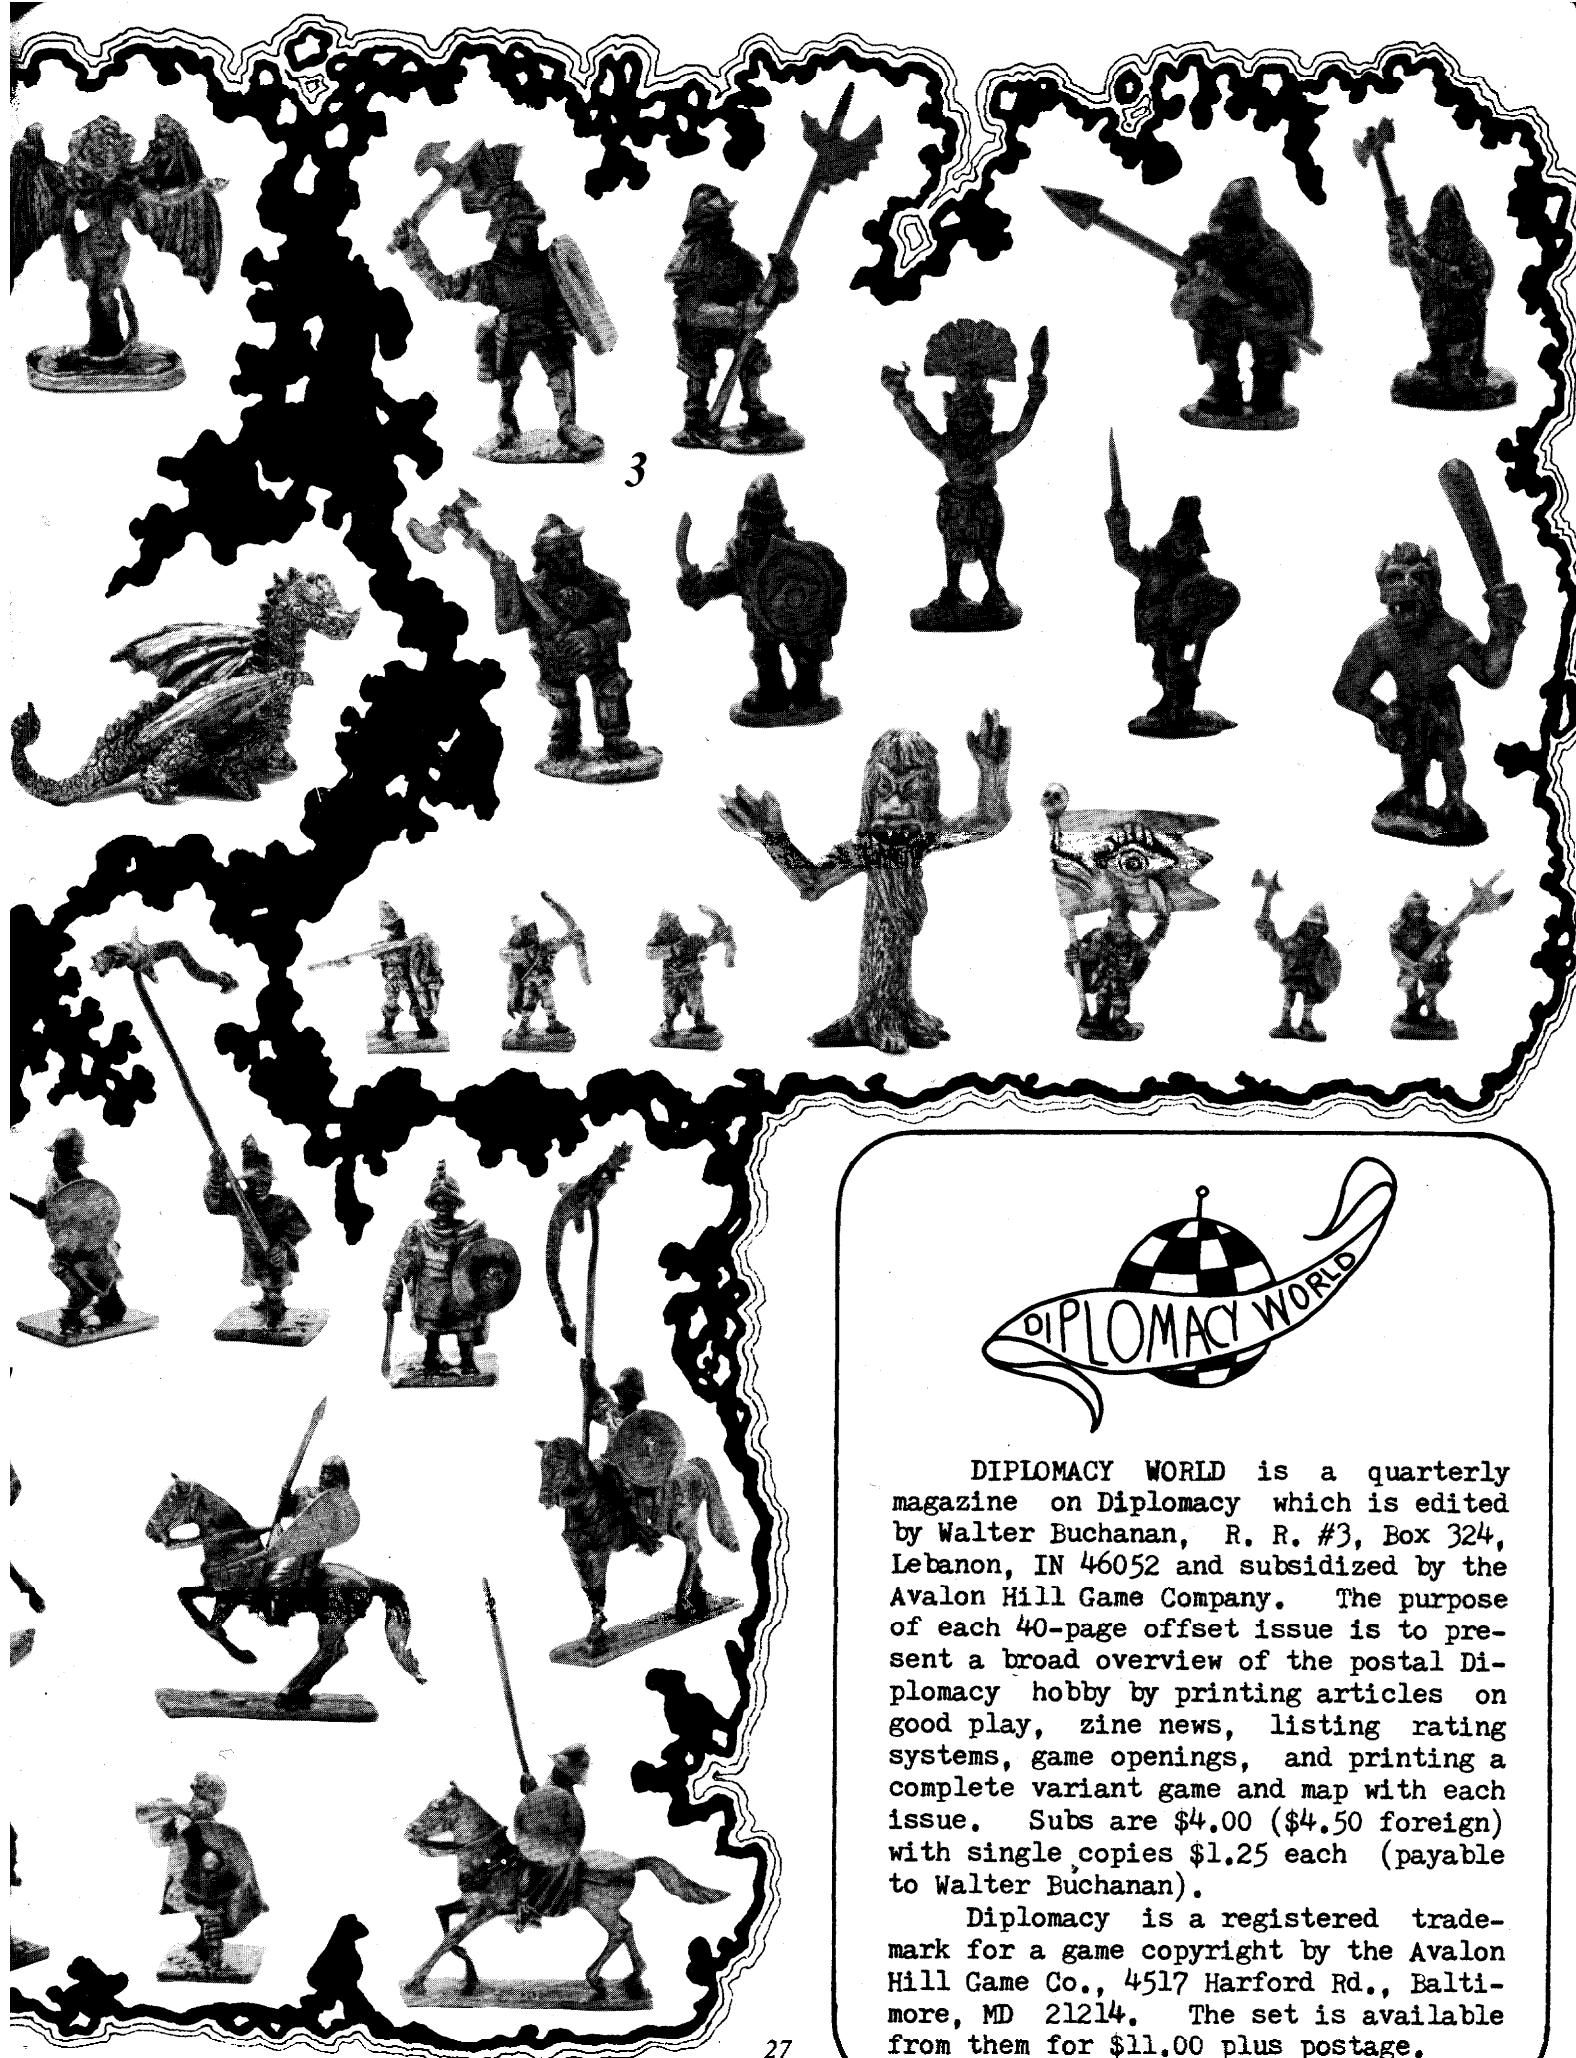 3
DIPLOMACY WORLD
DIPLOMACY WORLD is a quarterly
magazine on Diplomacy which is edited
by Walter Buchanan, R. R. #3, Box 324,
Lebanon, IN 46052 and subsidized by the
Avalon Hill Game Company. The purpose
of each 40-page offset issue is to pre-
sent a broad overview of the postal Di-
plomacy hobby by printing articles on
good play, zine news, listing rating
systems, game openings, and printing a
complete variant game and map with each
issue. Subs are $4.00 ($4.50 foreign)
with single copies $1.25 each (payable
to Walter Buchanan).
Diplomacy is a registered trade-
mark for a game copyright by the Avalon
Hill Game Co., 4517 Harford Rd., Balti-
more, MD 21214. The set is available
from them for $11.00 plus postage.
27